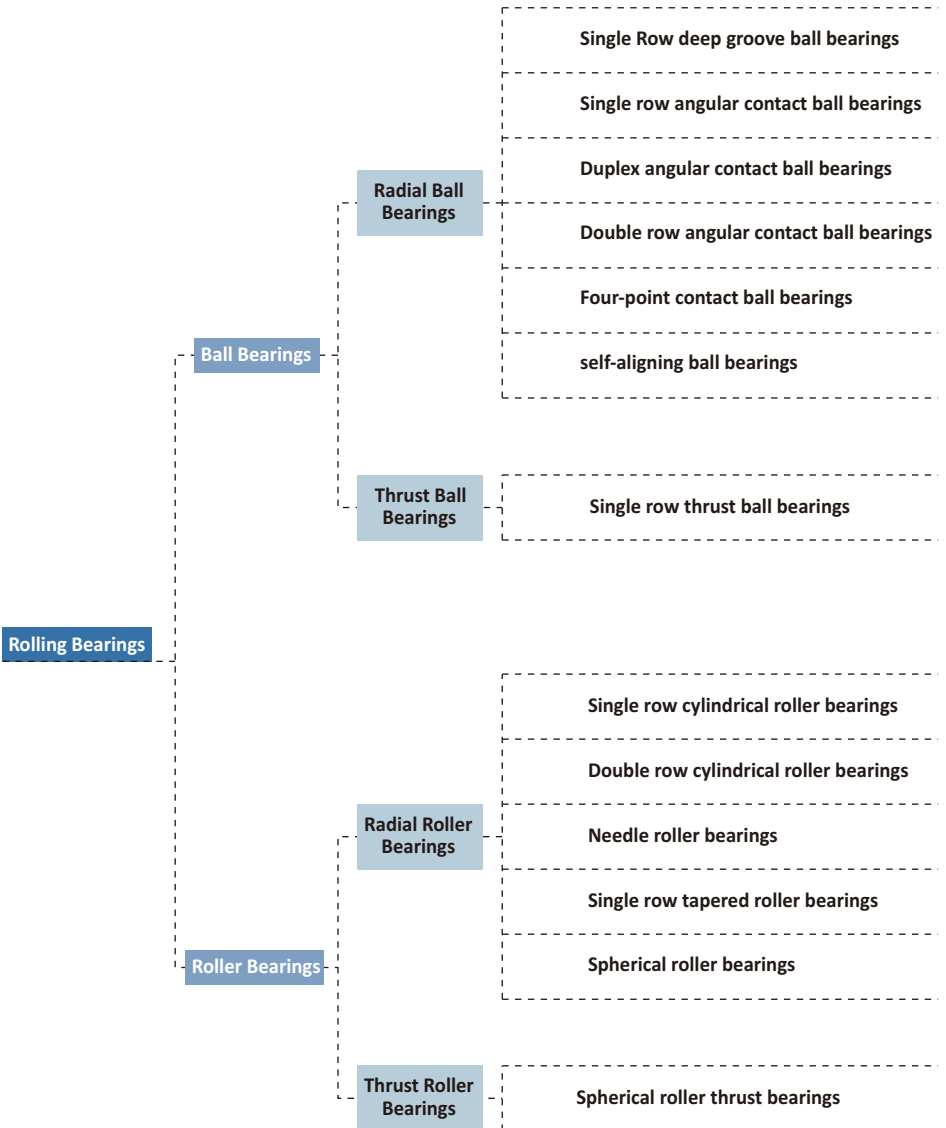 Single Row deep groove ball bearings
Single row angular contact ball bearings
Duplex angular contact ball bearings
Radial Ball
Bearings
Double row angular contact ball bearings
Four-point contact ball bearings
Ball Bearings
self-aligning ball bearings
Thrust Ball
Bearings
Single row thrust ball bearings
Rolling Bearings
Single row cylindrical roller bearings
Double row cylindrical roller bearings
Radial Roller
Bearings
Needle roller bearings
Single row tapered roller bearings
Roller Bearings
Spherical roller bearings
Thrust Roller
Bearings
Spherical roller thrust bearings